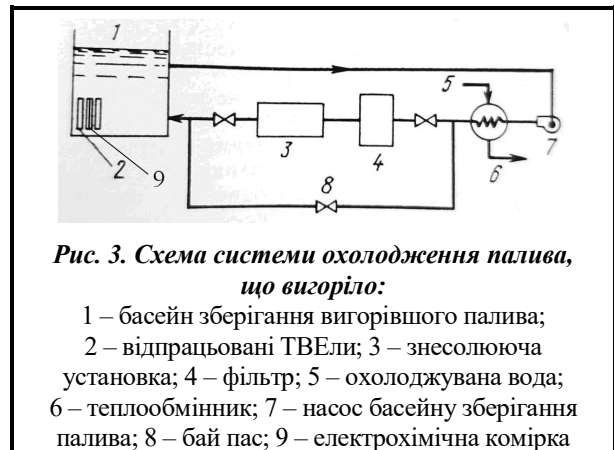 1
5
2
9
3
4
6
7
8
Рис. 3. Схема системи охолодження палива,
що вигоріло:
1 – басейн зберігання вигорівшого палива;
2 – відпрацьовані ТВЕли; 3 – знесолююча
установка; 4 – фільтр; 5 – охолоджувана вода;
6 – теплообмінник; 7 – насос басейну зберігання
палива; 8 – бай пас; 9 – електрохімічна комірка